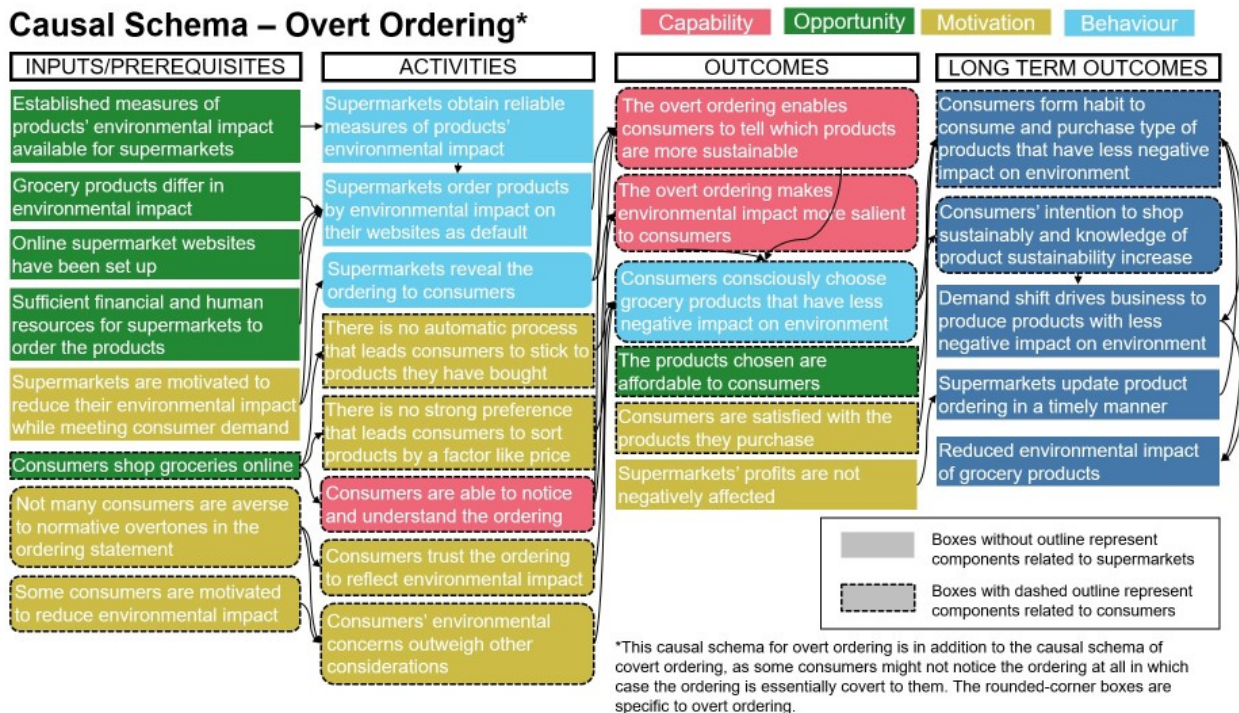 Causal Schema – Overt Ordering*
Capability
Opportunity
Motivation
Behaviour
INPUTS/PREREQUISITES
Established measures of
products' environmental impact
available for supermarkets
Grocery products differ in
environmental impact
Online supermarket websites
have been set up
Sufficient financial and human
resources for supermarkets to
order the products
Supermarkets are motivated to
reduce their environmental impact
while meeting consumer demand
Consumers shop groceries online
Not many consumers are averse
to normative overtones in the
ordering statement
Some consumers are motivated
to reduce environmental impact
ACTIVITIES
Supermarkets obtain reliable
measures of products'
environmental impact
Supermarkets order products
by environmental impact on
their websites as default
Supermarkets reveal the
ordering to consumers
There is no automatic process
that leads consumers to stick to
products they have bought
There is no strong preference
that leads consumers to sort
products by a factor like price
Consumers are able to notice
and understand the ordering
Consumers trust the ordering
to reflect environmental impact
Consumers' environmental
concerns outweigh other
considerations
OUTCOMES
The overt ordering enables
consumers to tell which products
are more sustainable
The overt ordering makes
environmental impact more salient
to consumers
Consumers consciously choose
grocery products that have less
negative impact on environment
The products chosen are
affordable to consumers
Consumers are satisfied with the
products they purchase
Supermarkets' profits are not
negatively affected
LONG TERM OUTCOMES
Consumers form habit to
consume and purchase type of
products that have less negative
impact on environment
Consumers' intention to shop
sustainably and knowledge of
product sustainability increase
Demand shift drives business to
produce products with less
negative impact on environment
Supermarkets update product
ordering in a timely manner
Reduced environmental impact
of grocery products
Boxes without outline represent
components related to supermarkets
Boxes with dashed outline represent
components related to consumers
*This causal schema for overt ordering is in addition to the causal schema of
covert ordering, as some consumers might not notice the ordering at all in which
case the ordering is essentially covert to them. The rounded-corner boxes are
specific to overt ordering.